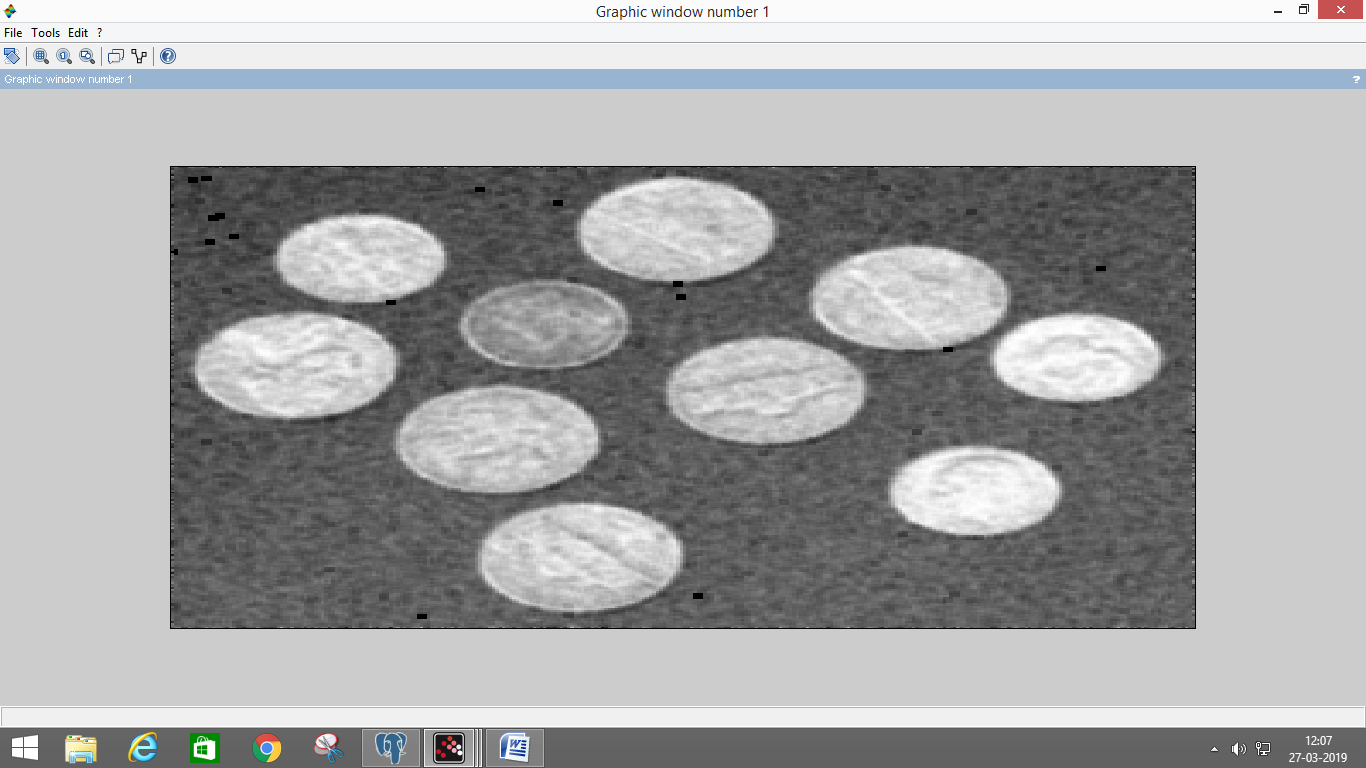 Graphic window number 1
File Tools Edit ?
Graphic window number 1 ?
12:07
27-03-2019